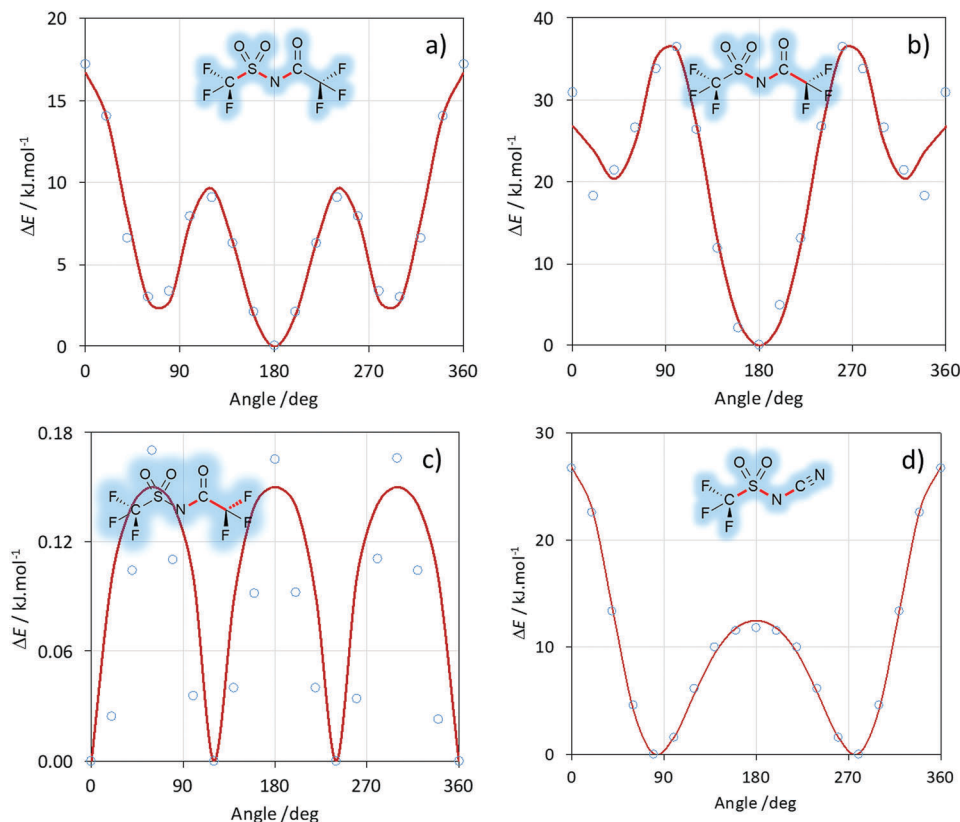 a)
20
15
10
5
0
ΔE / kJ.mol-1
0 90 180 270 360
Angle /deg
O O O
F S C F
C N C
F F F F
b)
40
30
20
10
0
ΔE / kJ.mol-1
0 90 180 270 360
Angle /deg
O O O
F S C F
C N C
F F F F
c)
0.18
0.12
0.06
0.00
ΔE / kJ.mol-1
0 90 180 270 360
Angle /deg
O O O
F S C F
C N C
F F F F
d)
30
20
10
0
ΔE / kJ.mol-1
0 90 180 270 360
Angle /deg
O O
F S C N
C N
F F